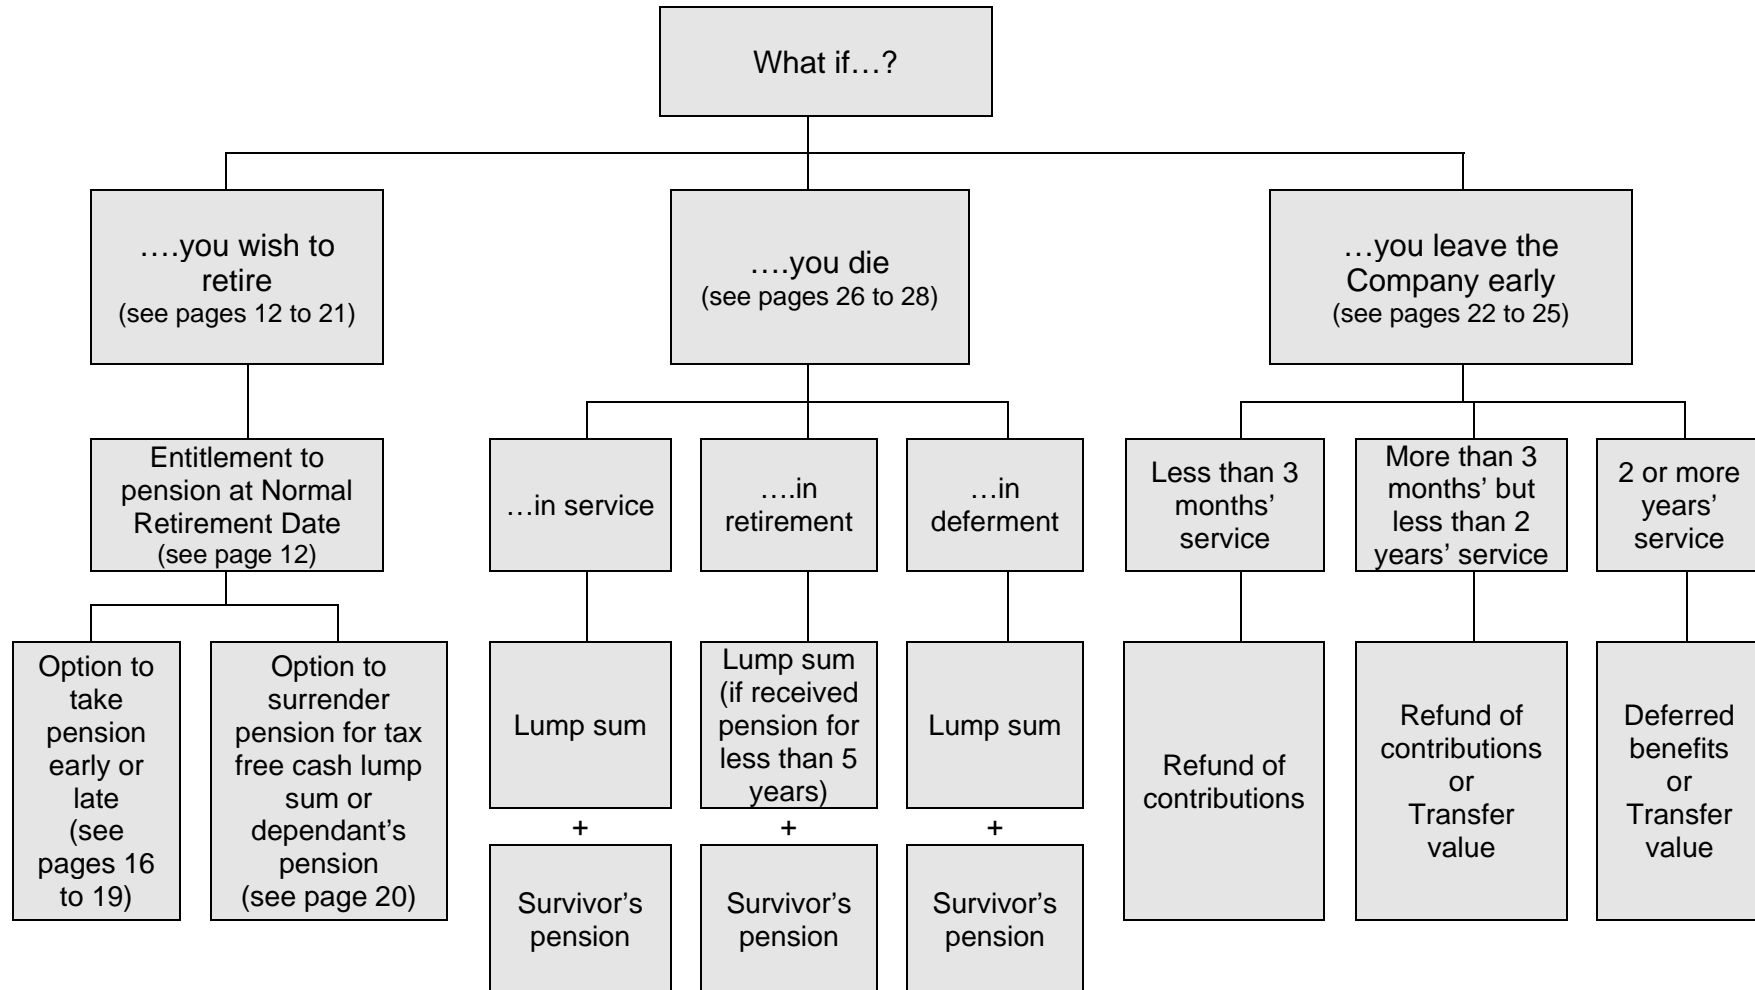 What if…?
….you wish to
retire
(see pages 12 to 21)
….you die
(see pages 26 to 28)
…you leave the
Company early
(see pages 22 to 25)
Entitlement to
pension at Normal
Retirement Date
(see page 12)
…in service
….in
retirement
…in
deferment
Less than 3
months’
service
More than 3
months’ but
less than 2
years’ service
2 or more
years’
service
Option to
take
pension
early or
late
(see
pages 16
to 19)
Option to
surrender
pension for tax
free cash lump
sum or
dependant’s
pension
(see page 20)
Lump sum
+
Survivor’s
pension
Lump sum
(if received
pension for
less than 5
years)
+
Survivor’s
pension
Lump sum
+
Survivor’s
pension
Refund of
contributions
Refund of
contributions
or
Transfer
value
Deferred
benefits
or
Transfer
value